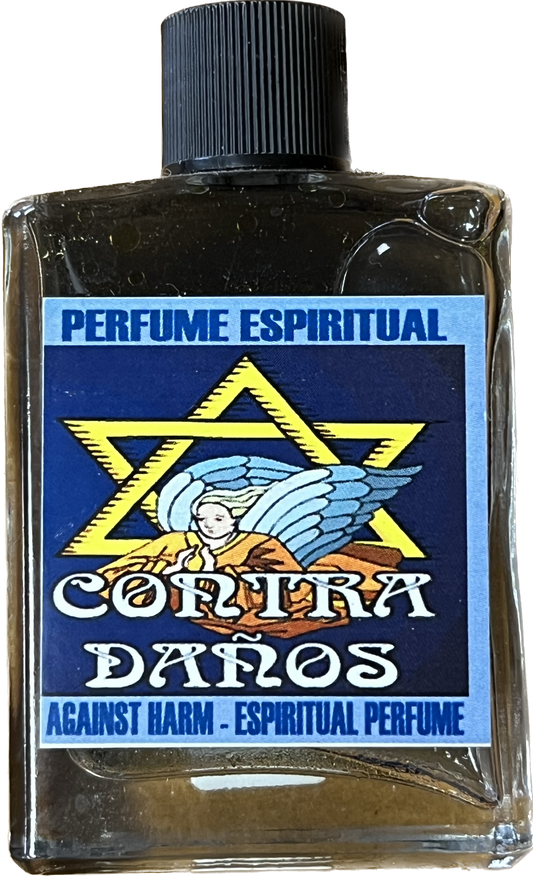 PERFUME ESPIRITUAL
CONTRA
DAÑOS
AGAINST HARM - ESPIRITUAL PERFUME